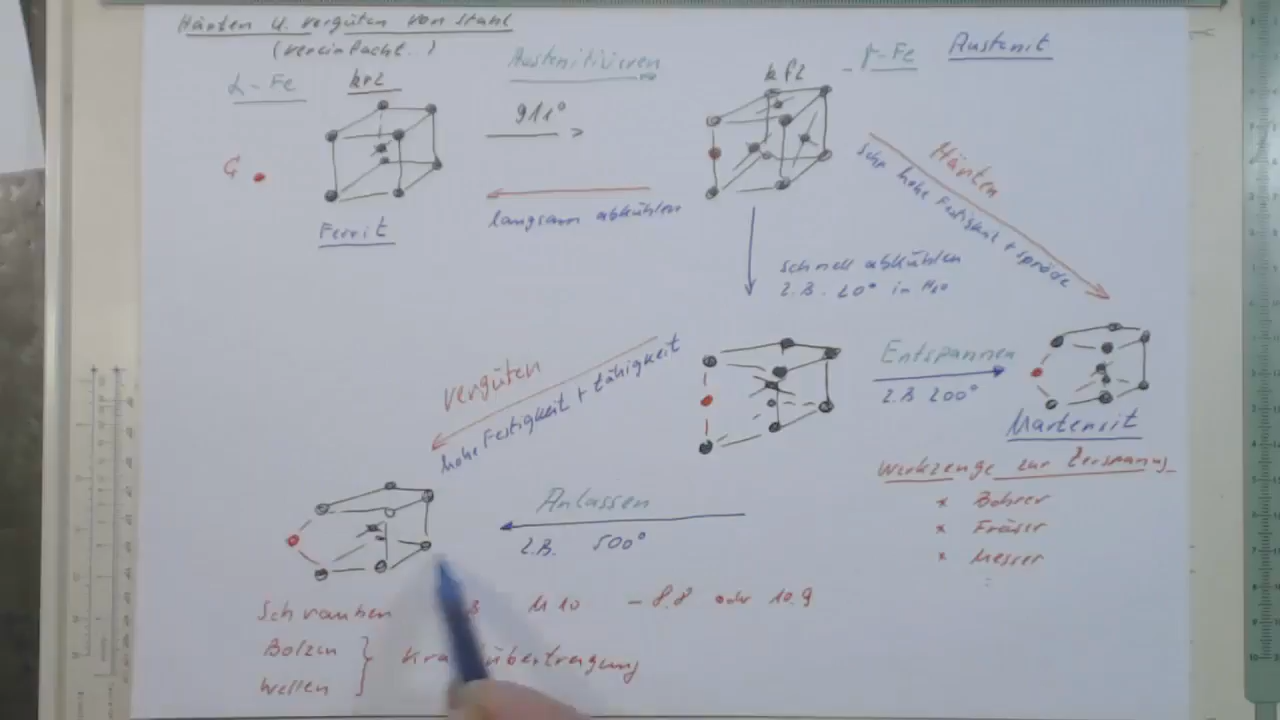 Härten u. vergüten von Stahl
(vereinfacht..)
α-Fe
krz
Austenitisieren
911°
kfz
γ-Fe
Austenit
C
langsam abkühlen
Ferrit
Härten
Sehr hohe Festigkeit + spröde
schnell abkühlen
z.B. 20° in H₂O
vergüten
hohe Festigkeit + Zähigkeit
Entspannen
z.B 200°
Martensit
Werkzeuge zur Zerspanung
x Bohrer
x Fräser
x Messer
Anlassen
z.B. 500°
Schrauben M10 - 8.8 oder 10.9
Bolzen
Wellen